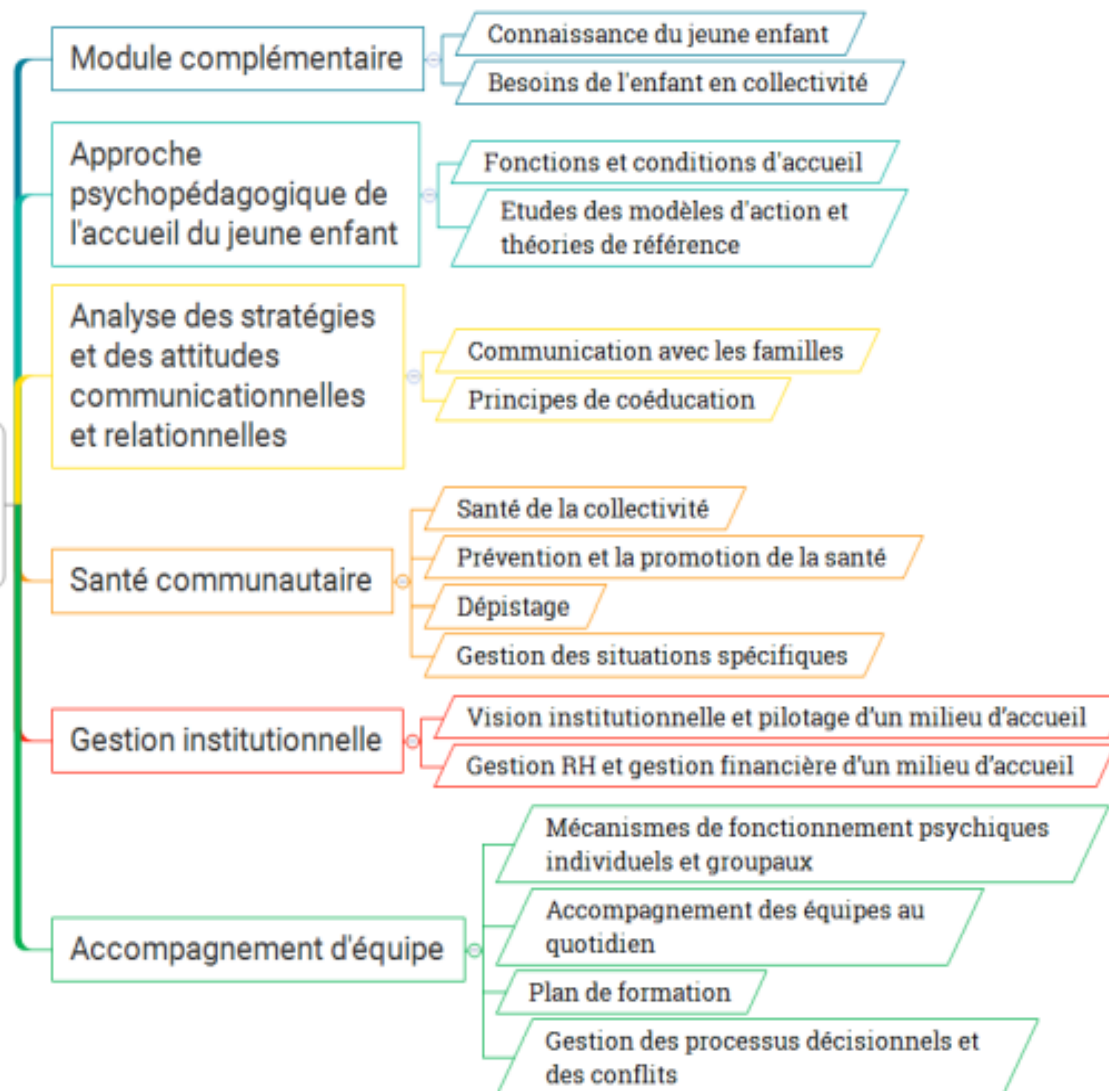 Module complémentaire
Connaissance du jeune enfant
Besoins de l'enfant en collectivité
Approche
psychopédagogique de
l'accueil du jeune enfant
Fonctions et conditions d'accueil
Etudes des modèles d'action et
théories de référence
Analyse des stratégies
et des attitudes
communicationnelles
et relationnelles
Communication avec les familles
Principes de coéducation
Santé communautaire
Santé de la collectivité
Prévention et la promotion de la santé
Dépistage
Gestion des situations spécifiques
Gestion institutionnelle
Vision institutionnelle et pilotage d’un milieu d’accueil
Gestion RH et gestion financière d’un milieu d’accueil
Accompagnement d'équipe
Mécanismes de fonctionnement psychiques
individuels et groupaux
Accompagnement des équipes au
quotidien
Plan de formation
Gestion des processus décisionnels et
des conflits